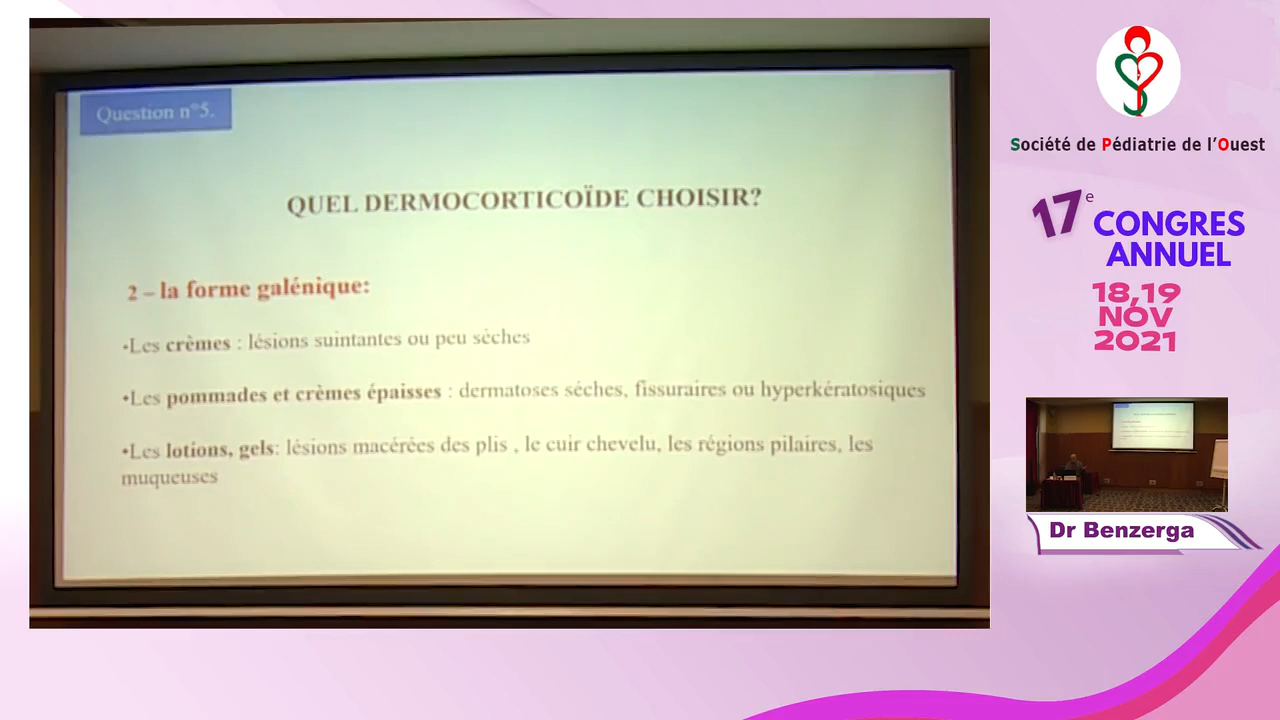 Question n°5.
QUEL DERMOCORTICOÏDE CHOISIR?
2 – la forme galénique:
•Les crèmes : lésions suintantes ou peu sèches
•Les pommades et crèmes épaisses : dermatoses sèches, fissuraires ou hyperkératosiques
•Les lotions, gels: lésions macérées des plis , le cuir chevelu, les régions pilaires, les
muqueuses
Société de Pédiatrie de l’Ouest
17e
CONGRES
ANNUEL
18,19
NOV
2021
Dr Benzerga